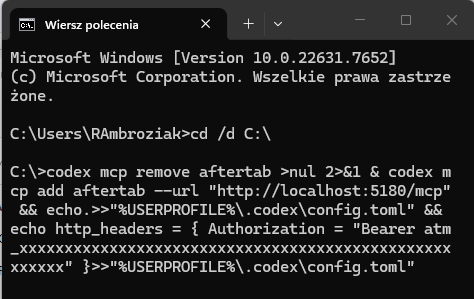 Wiersz polecenia
Microsoft Windows [Version 10.0.22631.7652]
(c) Microsoft Corporation. Wszelkie prawa zastrze
żone.
C:\Users\RAmbroziak>cd /d C:\
C:\>codex mcp remove aftertab >nul 2>&1 & codex m
cp add aftertab --url "http://localhost:5180/mcp"
&& echo.>>"%USERPROFILE%\.codex\config.toml" &&
echo http_headers = { Authorization = "Bearer atm
_xxxxxxxxxxxxxxxxxxxxxxxxxxxxxxxxxxxxxxxxxxxxxxxx
xxxxxx" }>>"%USERPROFILE%\.codex\config.toml"